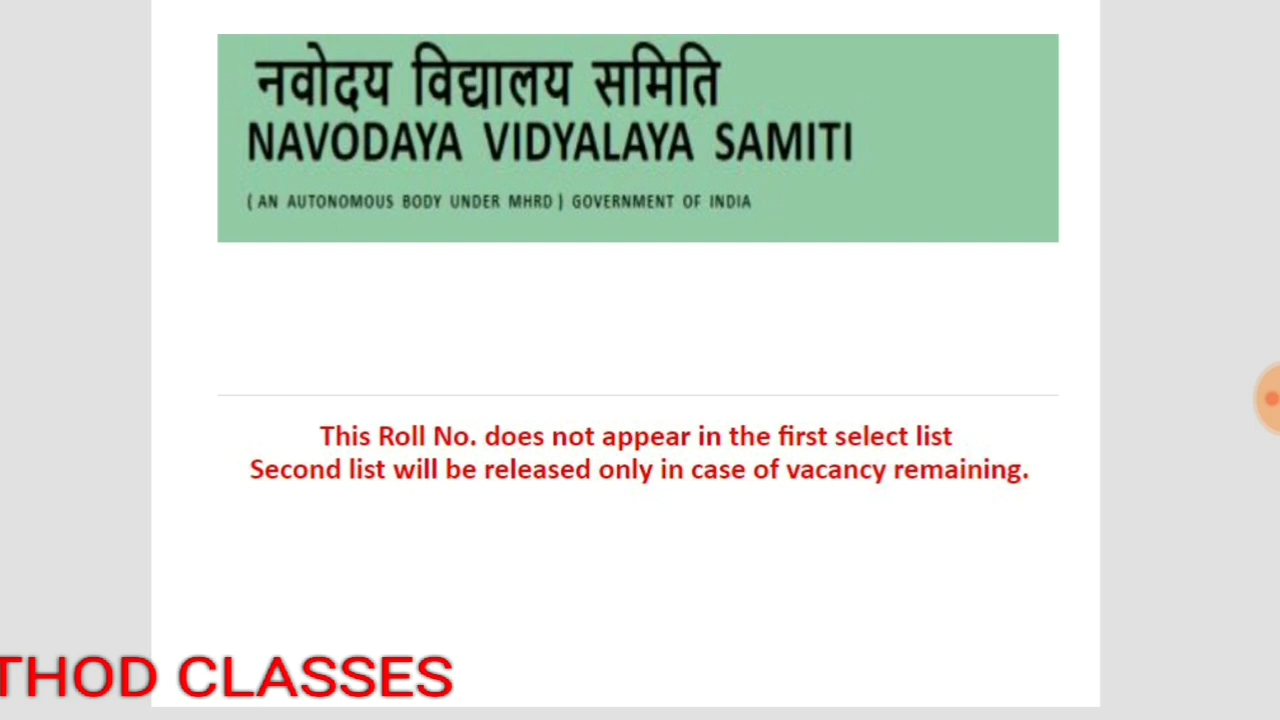 नवोदय विद्यालय समिति
NAVODAYA VIDYALAYA SAMITI
( AN AUTONOMOUS BODY UNDER MHRD ) GOVERNMENT OF INDIA
This Roll No. does not appear in the first select list
Second list will be released only in case of vacancy remaining.
THOD CLASSES